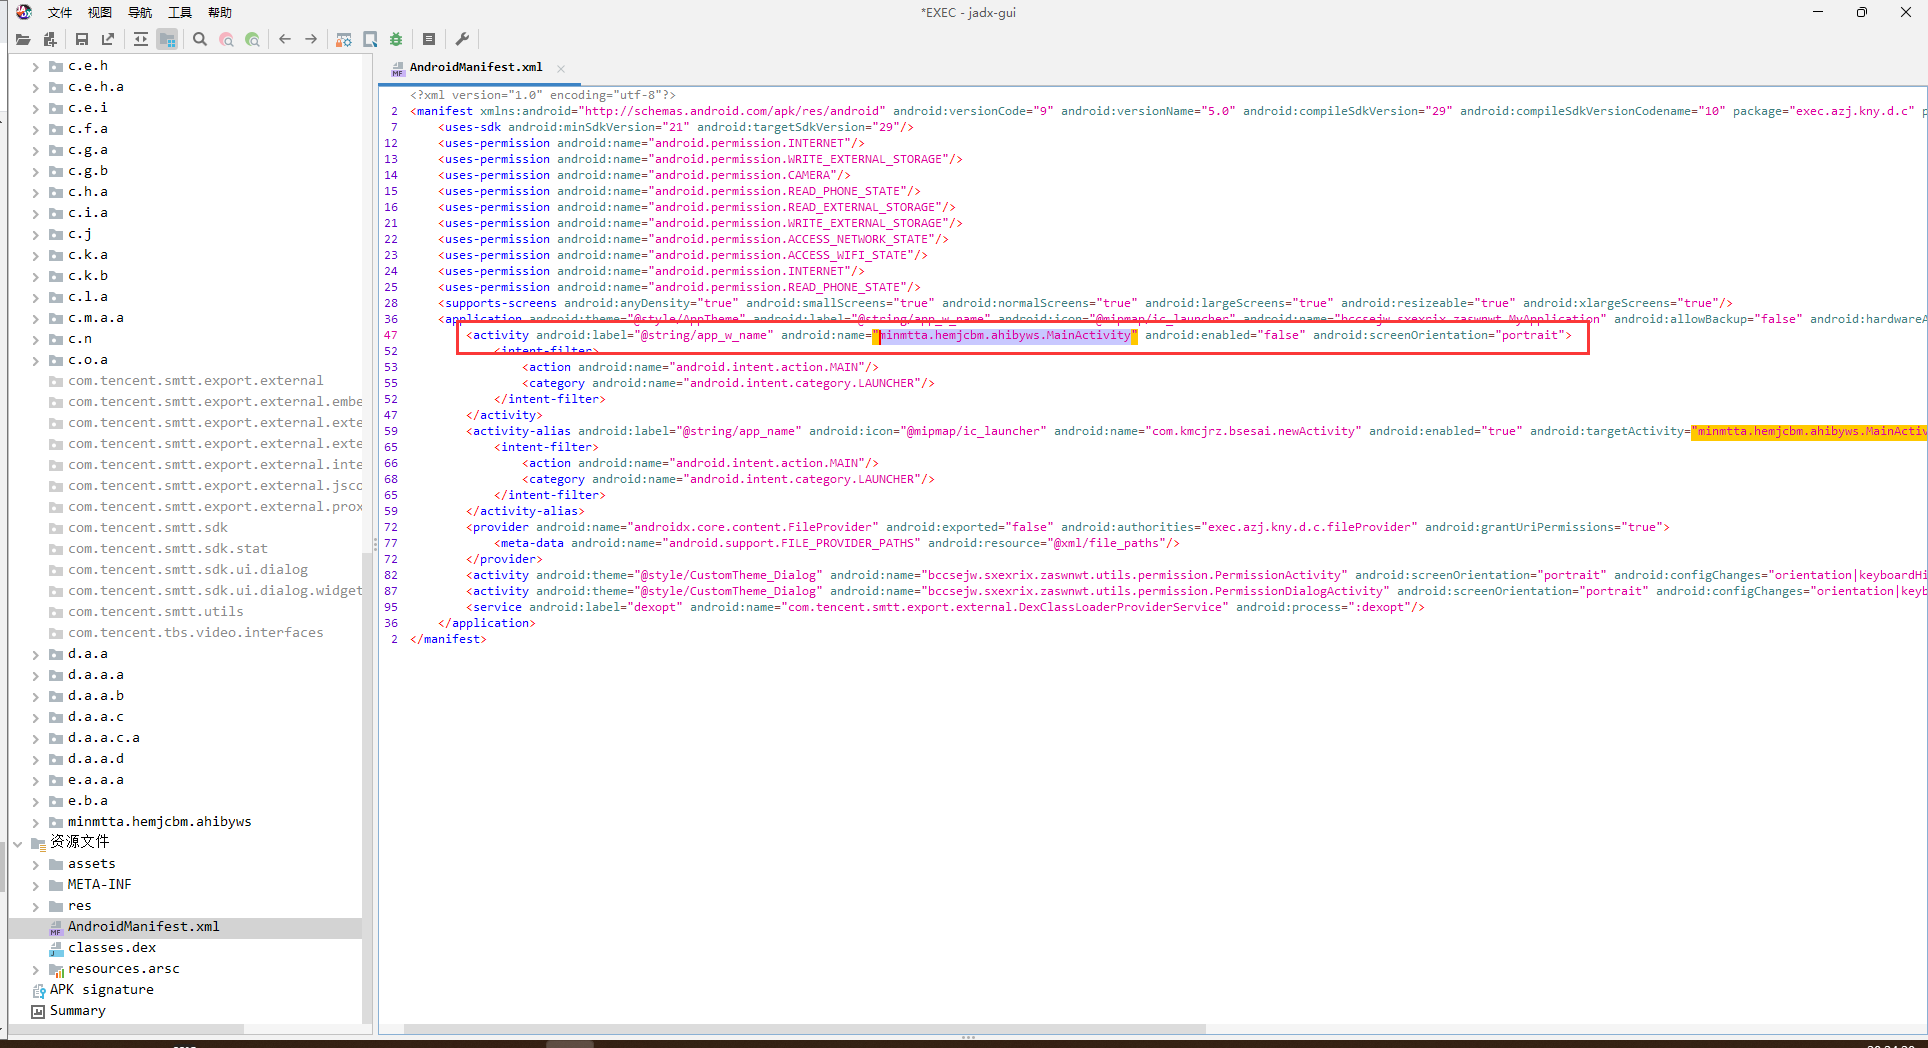 文件 视图 导航 工具 帮助
*EXEC - jadx-gui
c.e.h
c.e.h.a
c.e.i
c.f.a
c.g.a
c.g.b
c.h.a
c.i.a
c.j
c.k.a
c.k.b
c.l.a
c.m.a.a
c.n
c.o.a
com.tencent.smtt.export.external
com.tencent.smtt.export.external.embe
com.tencent.smtt.export.external.exte
com.tencent.smtt.export.external.exte
com.tencent.smtt.export.external.inte
com.tencent.smtt.export.external.jsco
com.tencent.smtt.export.external.prox
com.tencent.smtt.sdk
com.tencent.smtt.sdk.stat
com.tencent.smtt.sdk.ui.dialog
com.tencent.smtt.sdk.ui.dialog.widget
com.tencent.smtt.utils
com.tencent.tbs.video.interfaces
d.a.a
d.a.a.a
d.a.a.b
d.a.a.c
d.a.a.c.a
d.a.a.d
e.a.a.a
e.b.a
minmtta.hemjcbm.ahibyws
资源文件
assets
META-INF
res
AndroidManifest.xml
classes.dex
resources.arsc
APK signature
Summary
AndroidManifest.xml
<?xml version="1.0" encoding="utf-8"?>
2 <manifest xmlns:android="http://schemas.android.com/apk/res/android" android:versionCode="9" android:versionName="5.0" android:compileSdkVersion="29" android:compileSdkVersionCodename="10" package="exec.azj.kny.d.c" p
7 <uses-sdk android:minSdkVersion="21" android:targetSdkVersion="29"/>
12 <uses-permission android:name="android.permission.INTERNET"/>
13 <uses-permission android:name="android.permission.WRITE_EXTERNAL_STORAGE"/>
14 <uses-permission android:name="android.permission.CAMERA"/>
15 <uses-permission android:name="android.permission.READ_PHONE_STATE"/>
16 <uses-permission android:name="android.permission.READ_EXTERNAL_STORAGE"/>
21 <uses-permission android:name="android.permission.WRITE_EXTERNAL_STORAGE"/>
22 <uses-permission android:name="android.permission.ACCESS_NETWORK_STATE"/>
23 <uses-permission android:name="android.permission.ACCESS_WIFI_STATE"/>
24 <uses-permission android:name="android.permission.INTERNET"/>
25 <uses-permission android:name="android.permission.READ_PHONE_STATE"/>
28 <supports-screens android:anyDensity="true" android:smallScreens="true" android:normalScreens="true" android:largeScreens="true" android:resizeable="true" android:xlargeScreens="true"/>
36 <application android:theme="@style/AppTheme" android:label="@string/app_w_name" android:icon="@mipmap/ic_launcher" android:name="bccsejw.sxexrix.zaswnwt.MyApplication" android:allowBackup="false" android:hardwareA
47 <activity android:label="@string/app_w_name" android:name="minmtta.hemjcbm.ahibyws.MainActivity" android:enabled="false" android:screenOrientation="portrait">
52 <intent-filter>
53 <action android:name="android.intent.action.MAIN"/>
55 <category android:name="android.intent.category.LAUNCHER"/>
52 </intent-filter>
47 </activity>
59 <activity-alias android:label="@string/app_name" android:icon="@mipmap/ic_launcher" android:name="com.kmcjrz.bsesai.newActivity" android:enabled="true" android:targetActivity="minmtta.hemjcbm.ahibyws.MainActiv
65 <intent-filter>
66 <action android:name="android.intent.action.MAIN"/>
68 <category android:name="android.intent.category.LAUNCHER"/>
65 </intent-filter>
59 </activity-alias>
72 <provider android:name="androidx.core.content.FileProvider" android:exported="false" android:authorities="exec.azj.kny.d.c.fileProvider" android:grantUriPermissions="true">
77 <meta-data android:name="android.support.FILE_PROVIDER_PATHS" android:resource="@xml/file_paths"/>
72 </provider>
82 <activity android:theme="@style/CustomTheme_Dialog" android:name="bccsejw.sxexrix.zaswnwt.utils.permission.PermissionActivity" android:screenOrientation="portrait" android:configChanges="orientation|keyboardHi
87 <activity android:theme="@style/CustomTheme_Dialog" android:name="bccsejw.sxexrix.zaswnwt.utils.permission.PermissionDialogActivity" android:screenOrientation="portrait" android:configChanges="orientation|keyb
95 <service android:label="dexopt" android:name="com.tencent.smtt.export.external.DexClassLoaderProviderService" android:process=":dexopt"/>
36 </application>
2 </manifest>